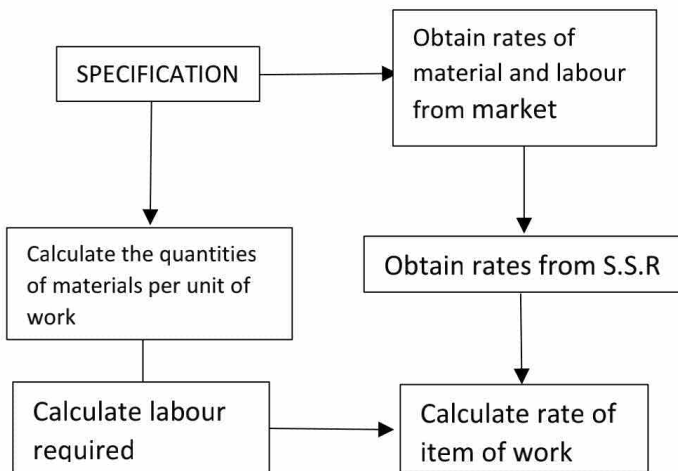 SPECIFICATION
Obtain rates of
material and labour
from market
Calculate the quantities
of materials per unit of
work
Obtain rates from S.S.R
Calculate labour
required
Calculate rate of
item of work